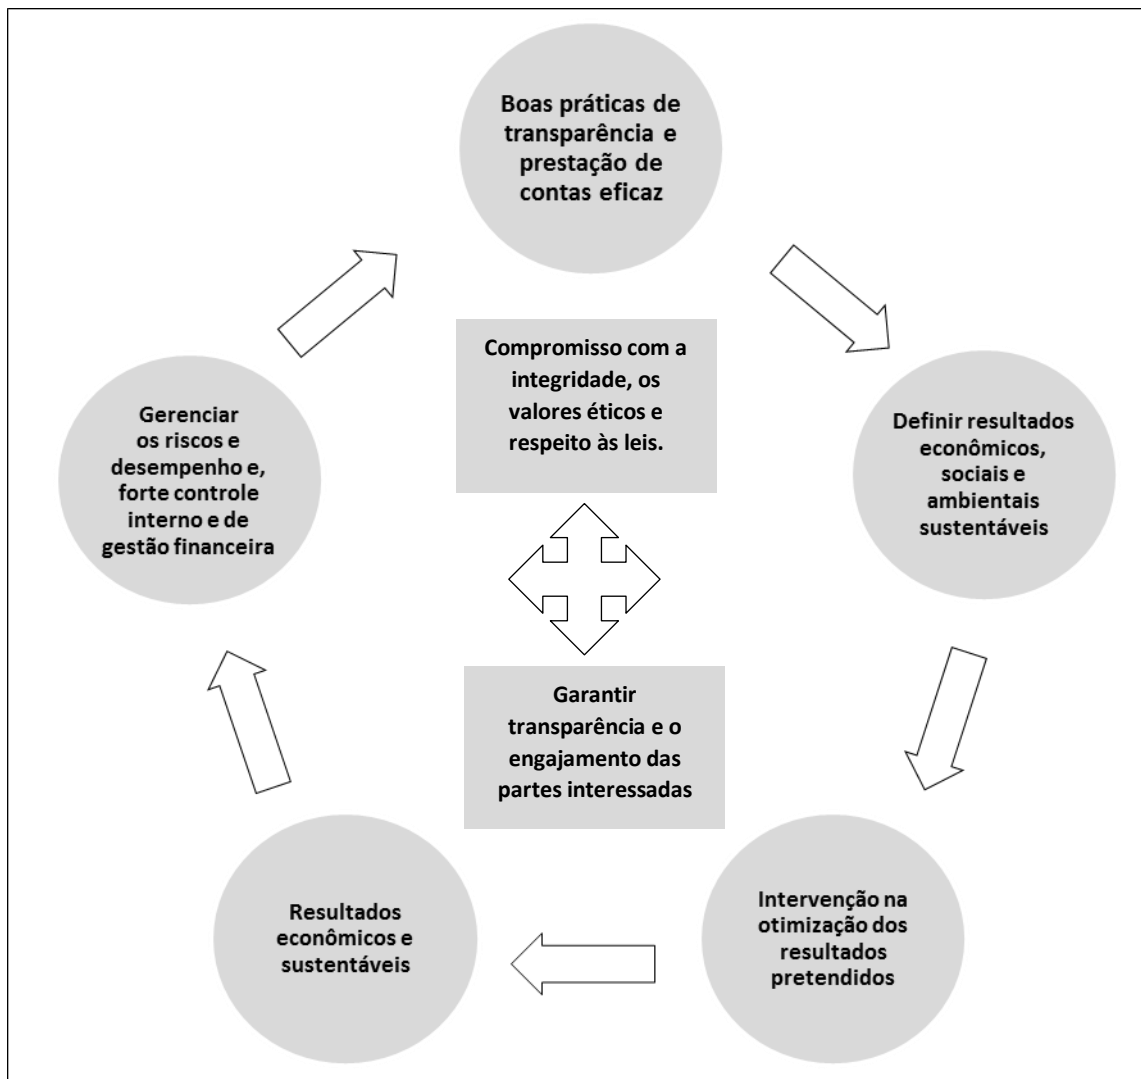 Boas práticas de
transparência e
prestação de
contas eficaz
Compromisso com a
integridade, os
valores éticos e
respeito às leis.
Gerenciar
os riscos e
desempenho e,
forte controle
interno e de
gestão financeira
Definir resultados
econômicos,
sociais e
ambientais
sustentáveis
Garantir
transparência e o
engajamento das
partes interessadas
Resultados
econômicos e
sustentáveis
Intervenção na
otimização dos
resultados
pretendidos